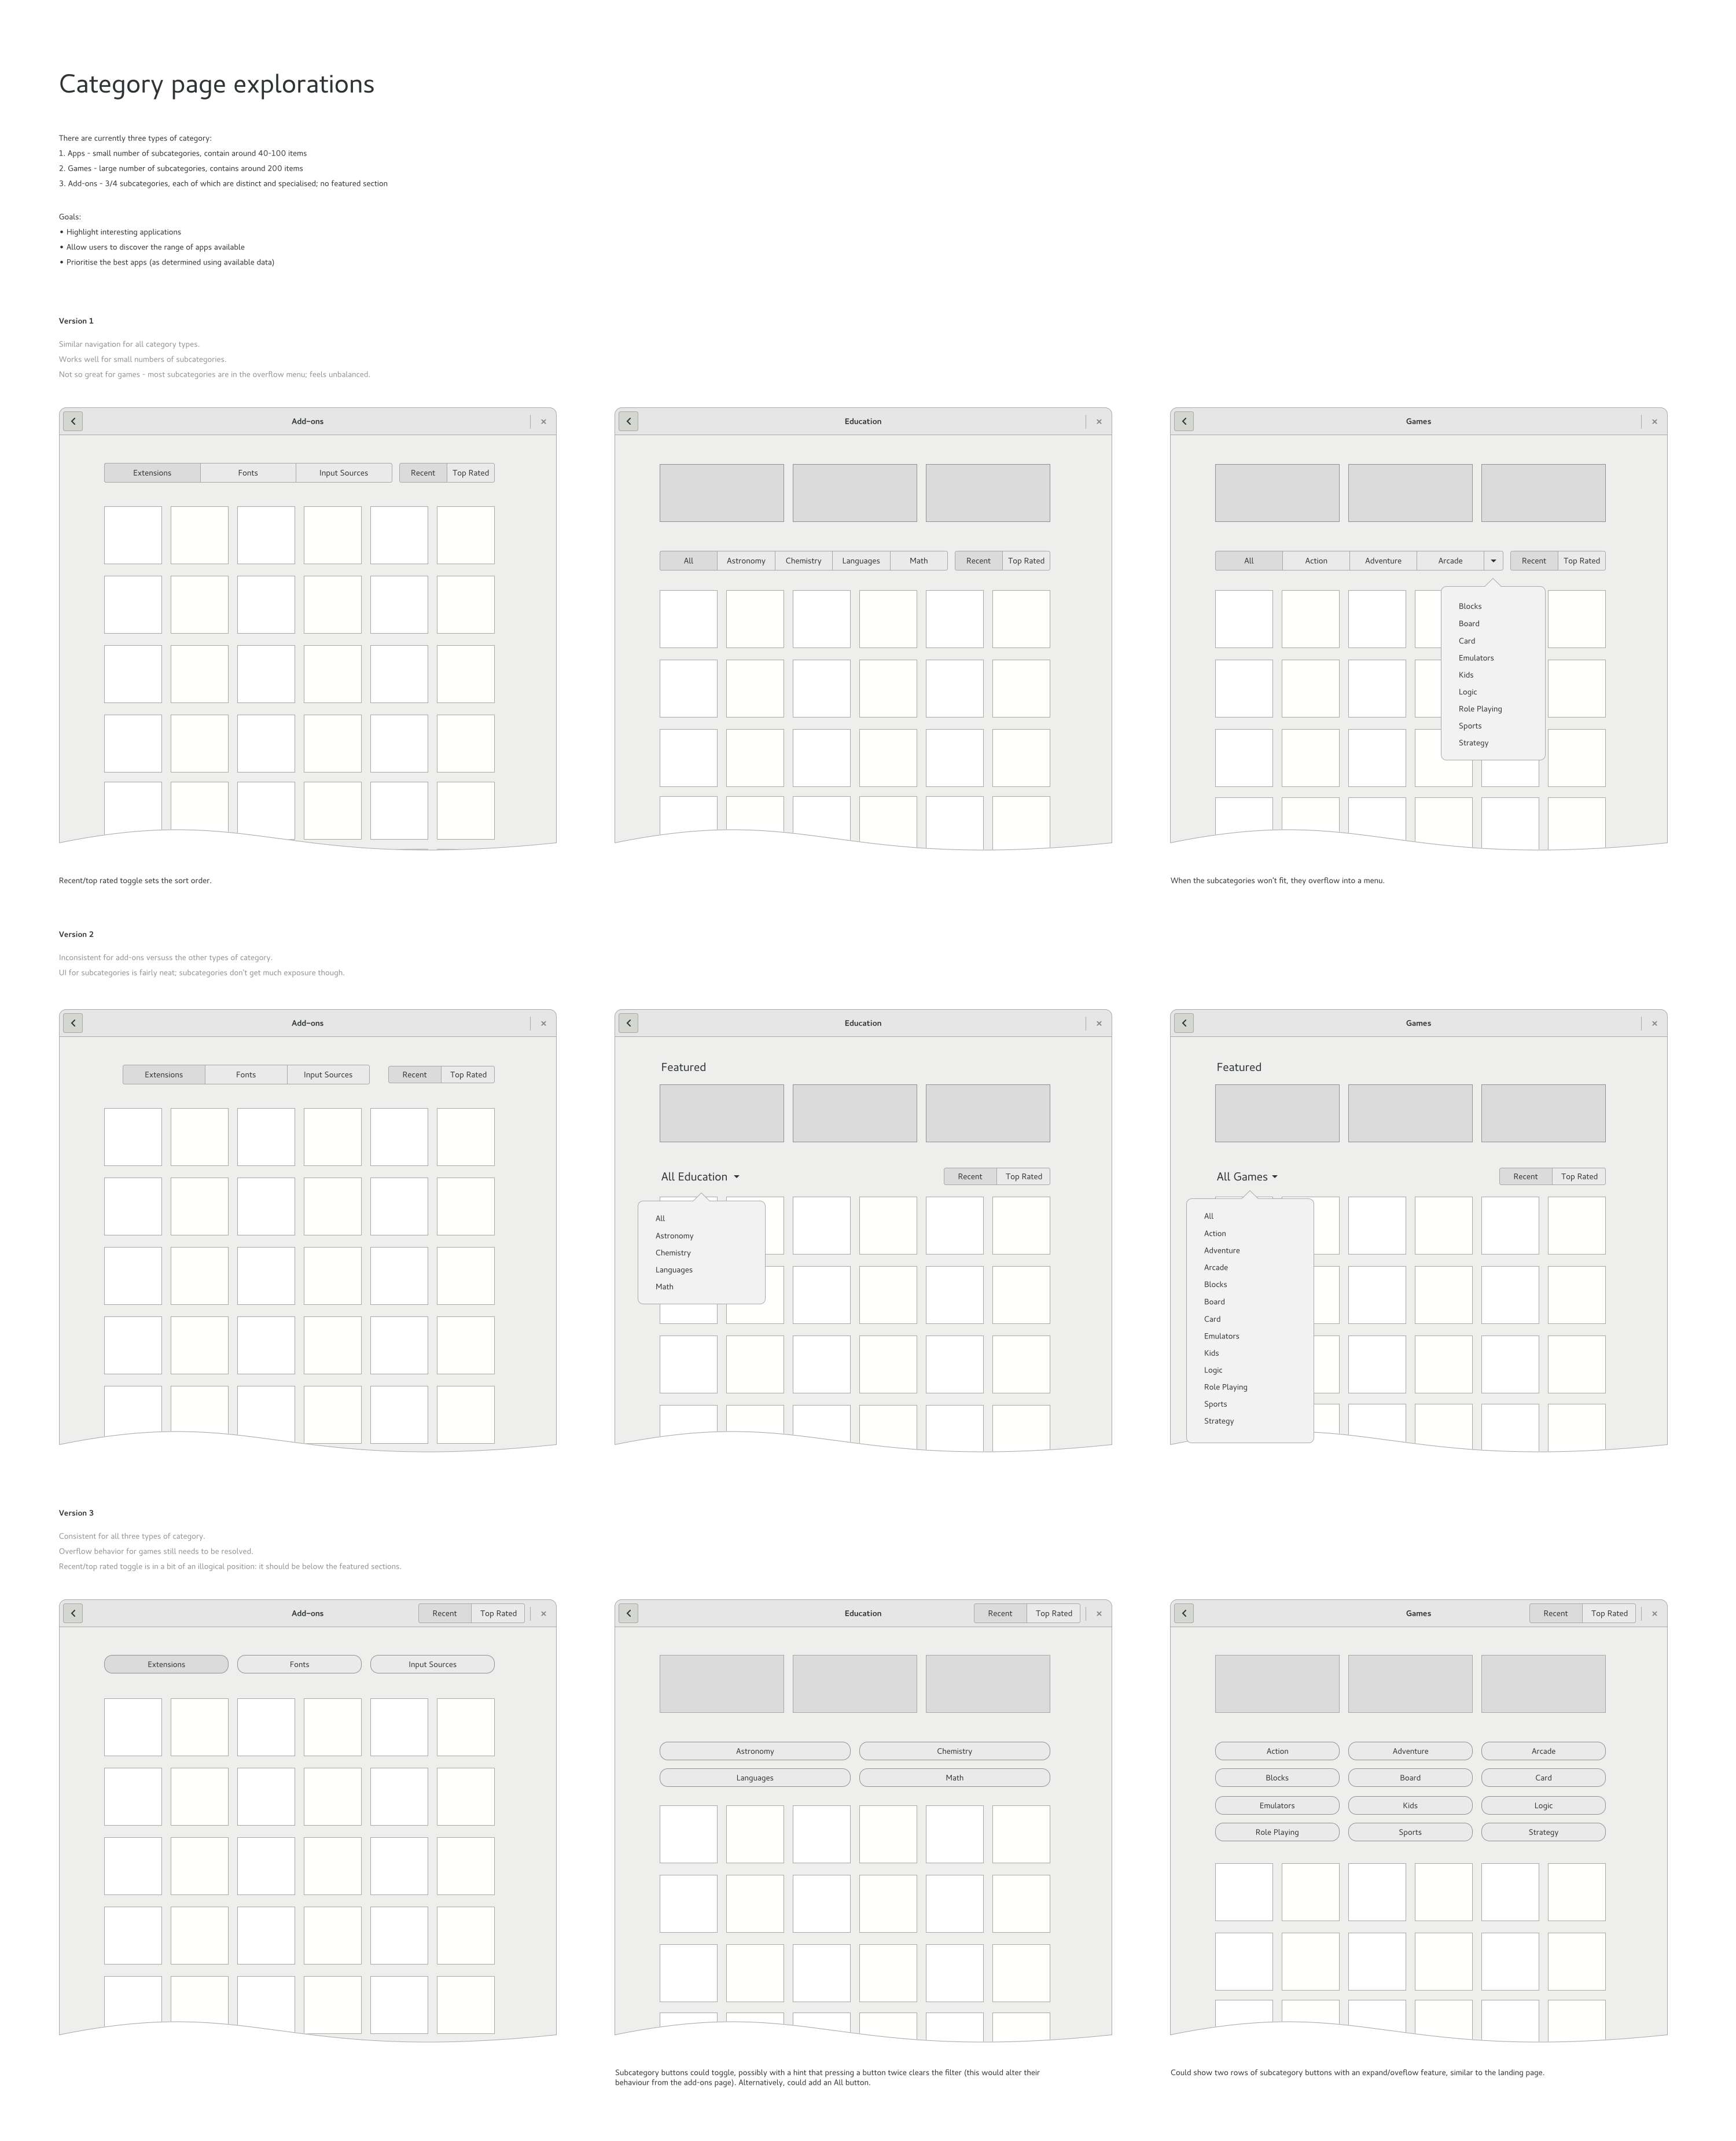 Category page explorations
There are currently three types of category:
1. Apps - small number of subcategories, contain around 40-100 items
2. Games - large number of subcategories, contains around 200 items
3. Add-ons - 3/4 subcategories, each of which are distinct and specialised; no featured section
Goals:
• Highlight interesting applications
• Allow users to discover the range of apps available
• Prioritise the best apps (as determined using available data)
Version 1
Similar navigation for all category types.
Works well for small numbers of subcategories.
Not so great for games - most subcategories are in the overflow menu; feels unbalanced.
Add-ons
Extensions Fonts Input Sources Recent Top Rated
Education
All Astronomy Chemistry Languages Math Recent Top Rated
Games
All Action Adventure Arcade Recent Top Rated
Blocks
Board
Card
Emulators
Kids
Logic
Role Playing
Sports
Strategy
Recent/top rated toggle sets the sort order.
When the subcategories won't fit, they overflow into a menu.
Version 2
Inconsistent for add-ons versuss the other types of category.
UI for subcategories is fairly neat; subcategories don't get much exposure though.
Add-ons
Extensions Fonts Input Sources Recent Top Rated
Education
Featured
All Education Recent Top Rated
All
Astronomy
Chemistry
Languages
Math
Games
Featured
All Games Recent Top Rated
All
Action
Adventure
Arcade
Blocks
Board
Card
Emulators
Kids
Logic
Role Playing
Sports
Strategy
Version 3
Consistent for all three types of category.
Overflow behavior for games still needs to be resolved.
Recent/top rated toggle is in a bit of an illogical position: it should be below the featured sections.
Add-ons Recent Top Rated
Extensions Fonts Input Sources
Education Recent Top Rated
Astronomy Chemistry
Languages Math
Games Recent Top Rated
Action Adventure Arcade
Blocks Board Card
Emulators Kids Logic
Role Playing Sports Strategy
Subcategory buttons could toggle, possibly with a hint that pressing a button twice clears the filter (this would alter their
behaviour from the add-ons page). Alternatively, could add an All button.
Could show two rows of subcategory buttons with an expand/oveflow feature, similar to the landing page.